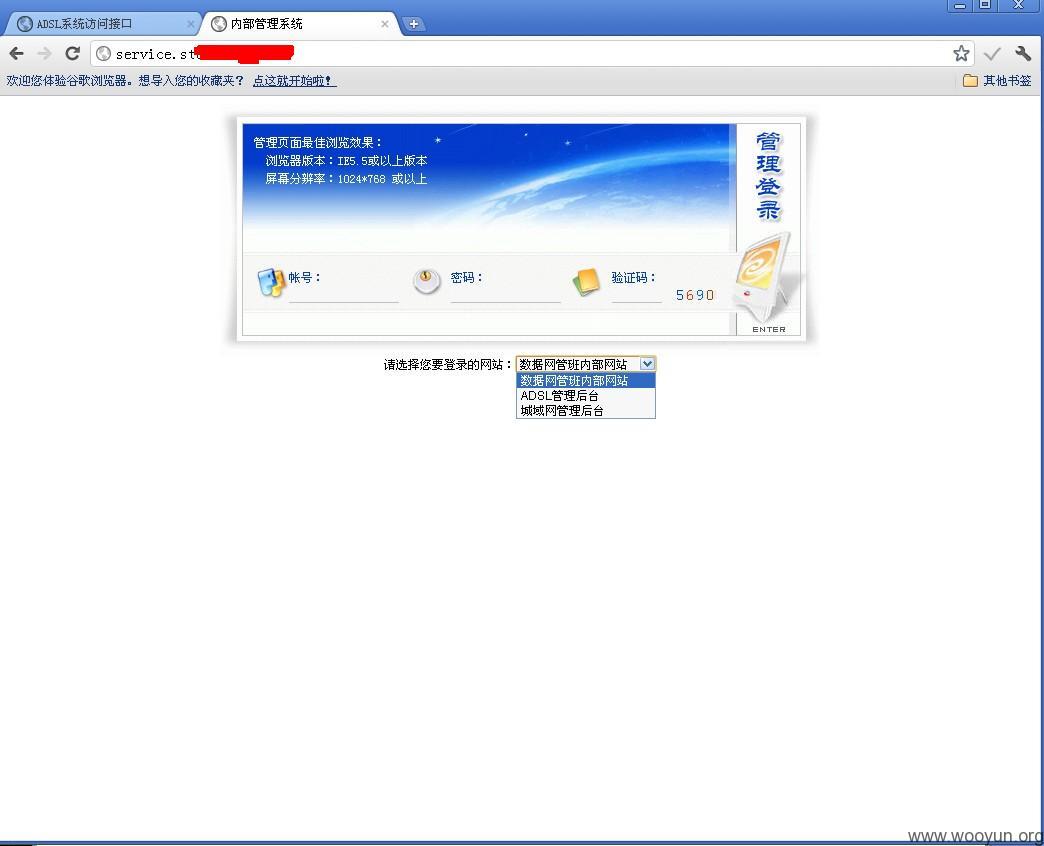 ADSL系统访问接口
内部管理系统
service.st
欢迎您体验谷歌浏览器。想导入您的收藏夹？ 点这就开始啦！
其他书签
管理页面最佳浏览效果：
浏览器版本：IE5.5或以上版本
屏幕分辨率：1024*768 或以上
管理登录
帐号：
密码：
验证码：
5690
ENTER
请选择您要登录的网站：
数据网管班内部网站
数据网管班内部网站
ADSL管理后台
城域网管理后台
www.wooyun.org